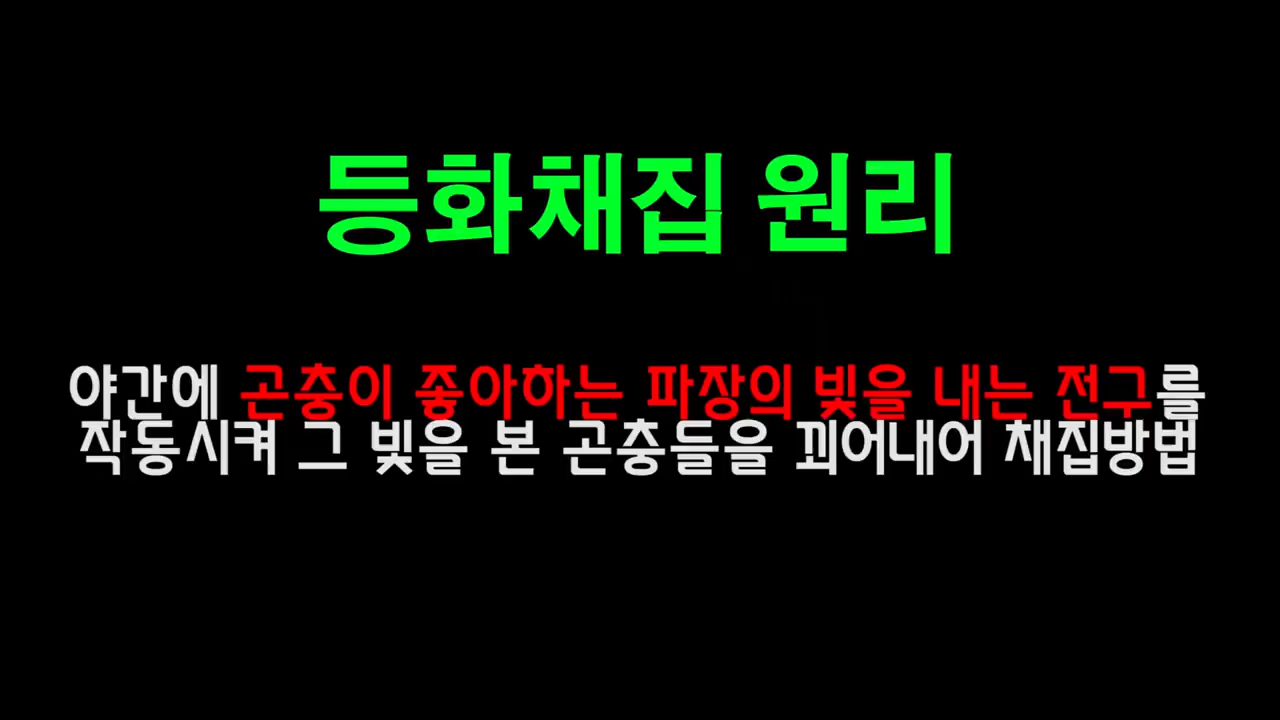 등화채집 원리
야간에 곤충이 좋아하는 파장의 빛을 내는 전구를
작동시켜 그 빛을 본 곤충들을 꾀어내어 채집방법